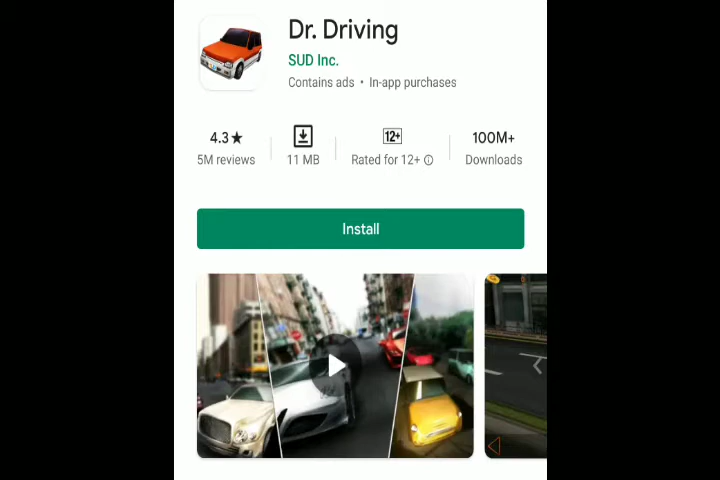 Dr. Driving
SUD Inc.
Contains ads • In-app purchases
4.3★
5M reviews
11 MB
12+
Rated for 12+
100M+
Downloads
Install